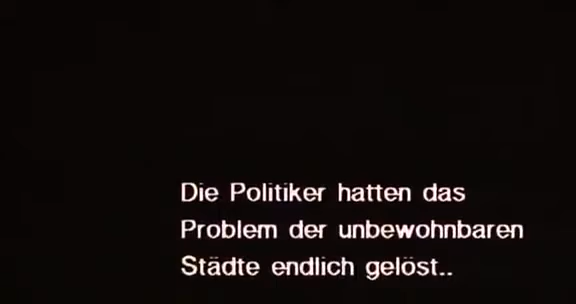 Die Politiker hatten das
Problem der unbewohnbaren
Städte endlich gelöst..